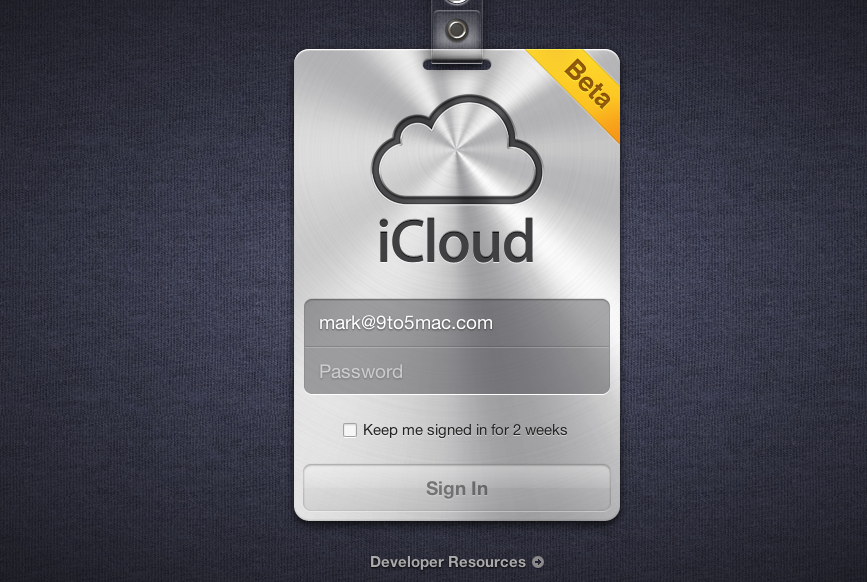 Beta
iCloud
mark@9to5mac.com
Password
Keep me signed in for 2 weeks
Sign In
Developer Resources